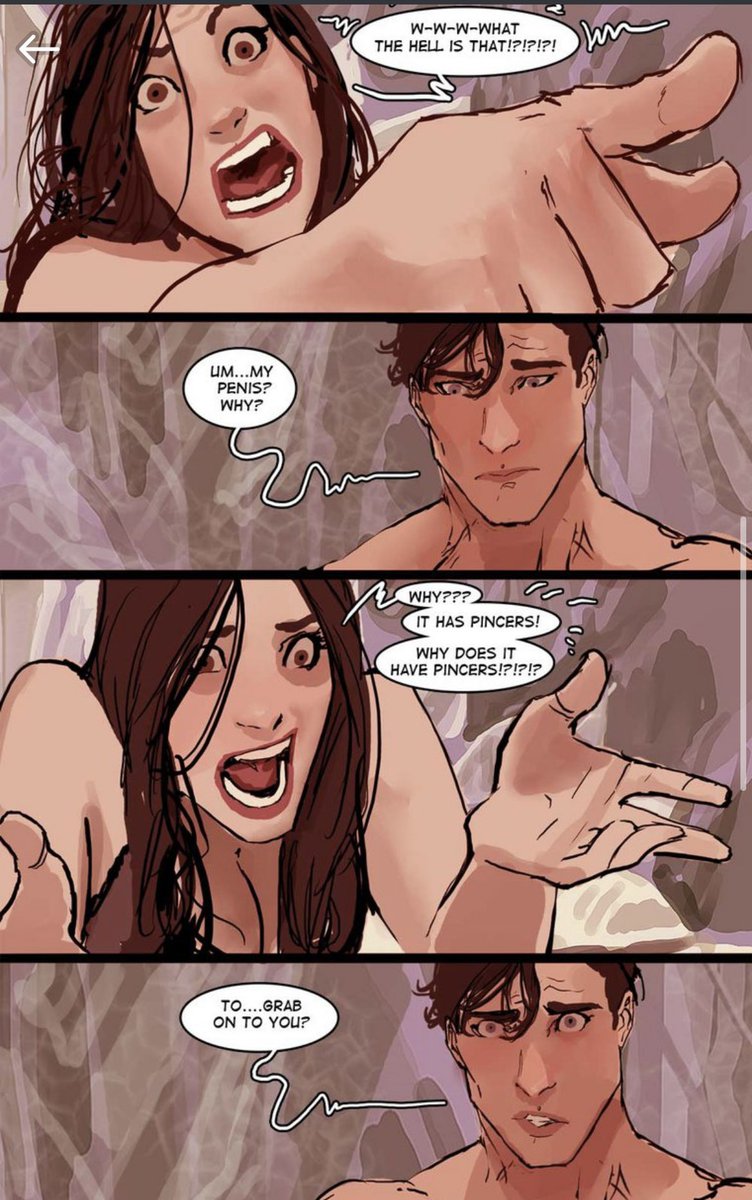 W-W-W-WHAT
THE HELL IS THAT!?!?!?!
UM...MY
PENIS?
WHY?
WHY???
IT HAS PINCERS!
WHY DOES IT
HAVE PINCERS!?!?!?
TO....GRAB
ON TO YOU?